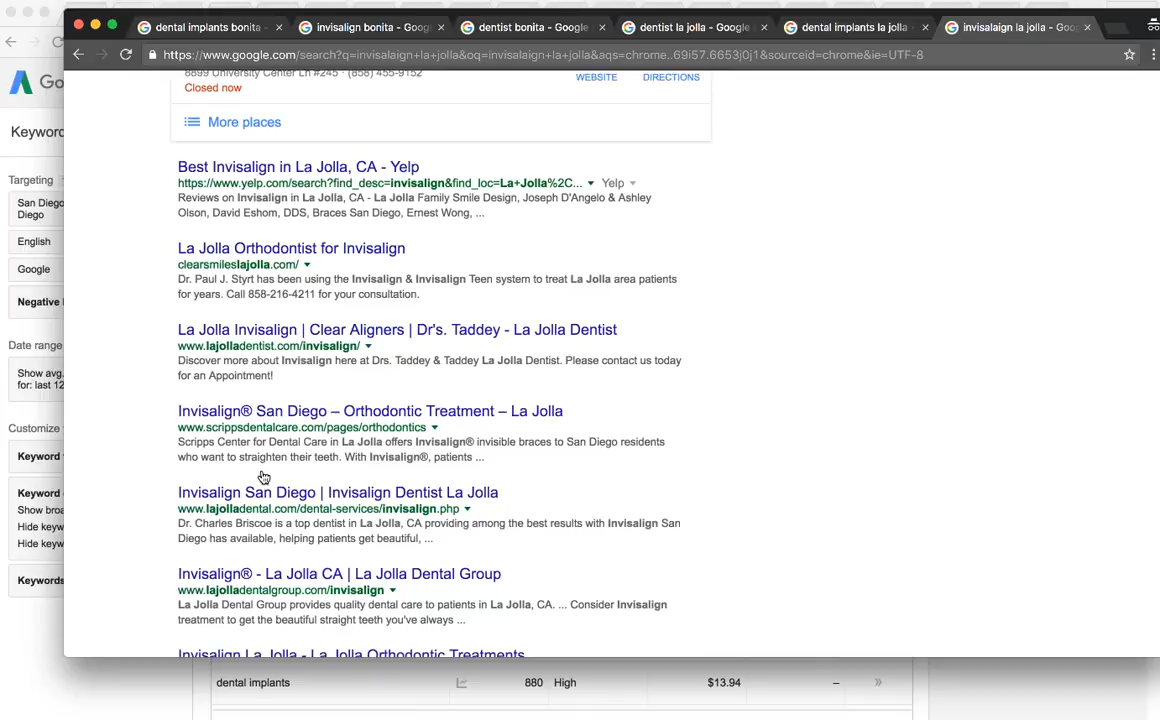 dental implants bonita -
invisalign bonita - Goog
dentist bonita - Google
dentist la jolla - Google
dental implants la jolla
invisalaign la jolla - Goo
https://www.google.com/search?q=invisalaign+la+jolla&oq=invisalign+la+jolla&aqs=chrome..69i57.6653j0j1&sourceid=chrome&ie=UTF-8
Go
Keyword
Targeting
San Diego
Diego
English
Google
Negative
Date range
Show avg.
for: last 12
Customize
Keyword
Keyword
Show broa
Hide keyw
Hide keyw
Keywords
8899 University Center Ln #245 · (858) 455-9152
Closed now
WEBSITE
DIRECTIONS
More places
Best Invisalign in La Jolla, CA - Yelp
https://www.yelp.com/search?find_desc=invisalign&find_loc=La+Jolla%2C... Yelp
Reviews on Invisalign in La Jolla, CA - La Jolla Family Smile Design, Joseph D'Angelo & Ashley
Olson, David Eshom, DDS, Braces San Diego, Ernest Wong, ...
La Jolla Orthodontist for Invisalign
clearsmileslajolla.com/
Dr. Paul J. Styrt has been using the Invisalign & Invisalign Teen system to treat La Jolla area patients
for years. Call 858-216-4211 for your consultation.
La Jolla Invisalign | Clear Aligners | Dr's. Taddey - La Jolla Dentist
www.lajolladentist.com/invisalign/
Discover more about Invisalign here at Drs. Taddey & Taddey La Jolla Dentist. Please contact us today
for an Appointment!
Invisalign® San Diego – Orthodontic Treatment – La Jolla
www.scrippsdentalcare.com/pages/orthodontics
Scripps Center for Dental Care in La Jolla offers Invisalign® invisible braces to San Diego residents
who want to straighten their teeth. With Invisalign®, patients ...
Invisalign San Diego | Invisalign Dentist La Jolla
www.lajolladental.com/dental-services/invisalign.php
Dr. Charles Briscoe is a top dentist in La Jolla, CA providing among the best results with Invisalign San
Diego has available, helping patients get beautiful, ...
Invisalign® - La Jolla CA | La Jolla Dental Group
www.lajolladentalgroup.com/invisalign
La Jolla Dental Group provides quality dental care to patients in La Jolla, CA. ... Consider Invisalign
treatment to get the beautiful straight teeth you've always ...
Invisalign La Jolla - La Jolla Orthodontic Treatments
dental implants 880 High $13.94 –